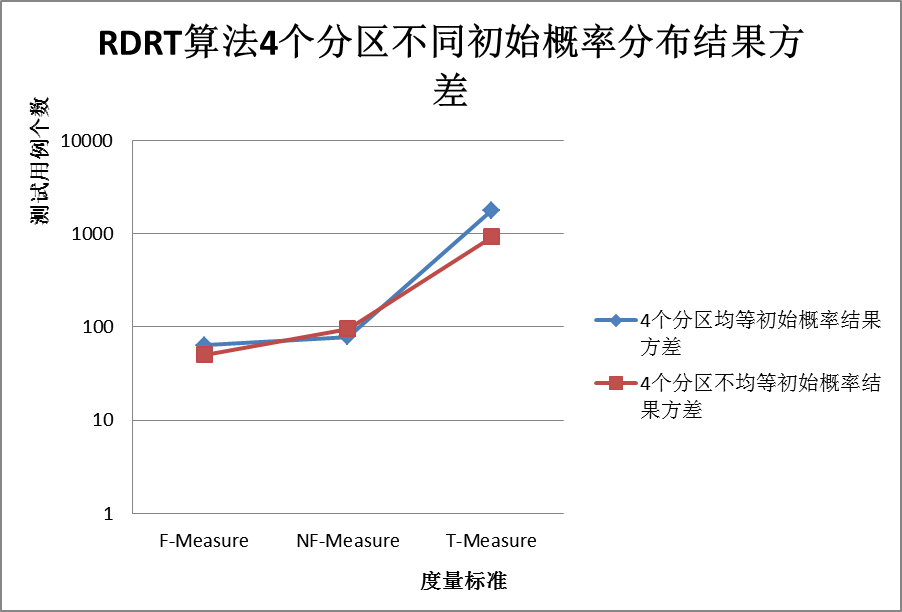 RDRT算法4个分区不同初始概率分布结果方
差
测试用例个数
10000
1000
100
10
1
F-Measure
NF-Measure
T-Measure
度量标准
4个分区均等初始概率结果
方差
4个分区不均等初始概率结
果方差